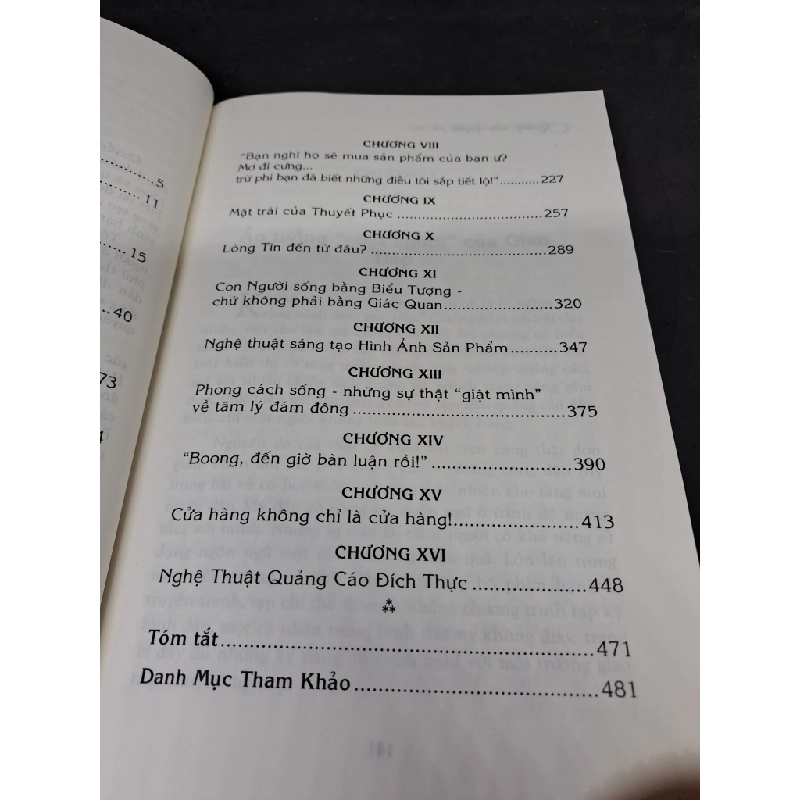 5
11
15
40
73
4
CHƯƠNG VIII
"Bạn nghĩ họ sẽ mua sản phẩm của bạn ư?
Mơ đi cưng...
trừ phi bạn đã biết những điều tôi sắp tiết lộ!"...........227
CHƯƠNG IX
Mặt trái của Thuyết Phục........................257
CHƯƠNG X
Lòng Tin đến từ đâu?..............................289
CHƯƠNG XI
Con Người sống bằng Biểu Tượng -
chứ không phải bằng Giác Quan......................320
CHƯƠNG XII
Nghệ thuật sáng tạo Hình Ảnh Sản Phẩm...........347
CHƯƠNG XIII
Phong cách sống - những sự thật "giật mình"
về tâm lý đám đông..............................375
CHƯƠNG XIV
"Boong, đến giờ bàn luận rồi!".....................390
CHƯƠNG XV
Cửa hàng không chỉ là cửa hàng!..................413
CHƯƠNG XVI
Nghệ Thuật Quảng Cáo Đích Thực................448
Tóm tắt..................................................471
Danh Mục Tham Khảo..............................481